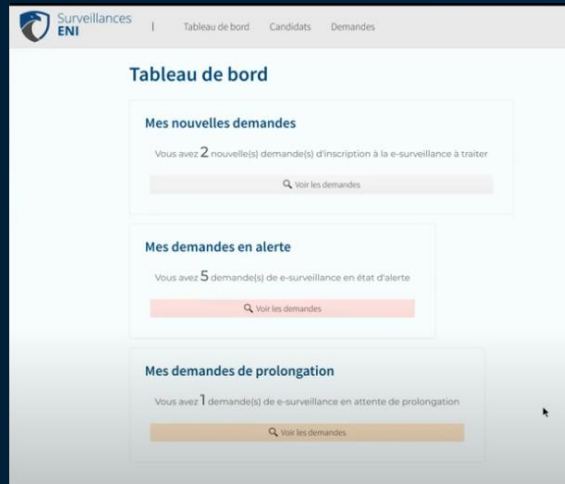 Surveillances
ENI
| Tableau de bord Candidats Demandes
Tableau de bord
Mes nouvelles demandes
Vous avez 2 nouvelle(s) demande(s) d'inscription à la e-surveillance à traiter
Voir les demandes
Mes demandes en alerte
Vous avez 5 demande(s) de e-surveillance en état d'alerte
Voir les demandes
Mes demandes de prolongation
Vous avez 1 demande(s) de e-surveillance en attente de prolongation
Voir les demandes